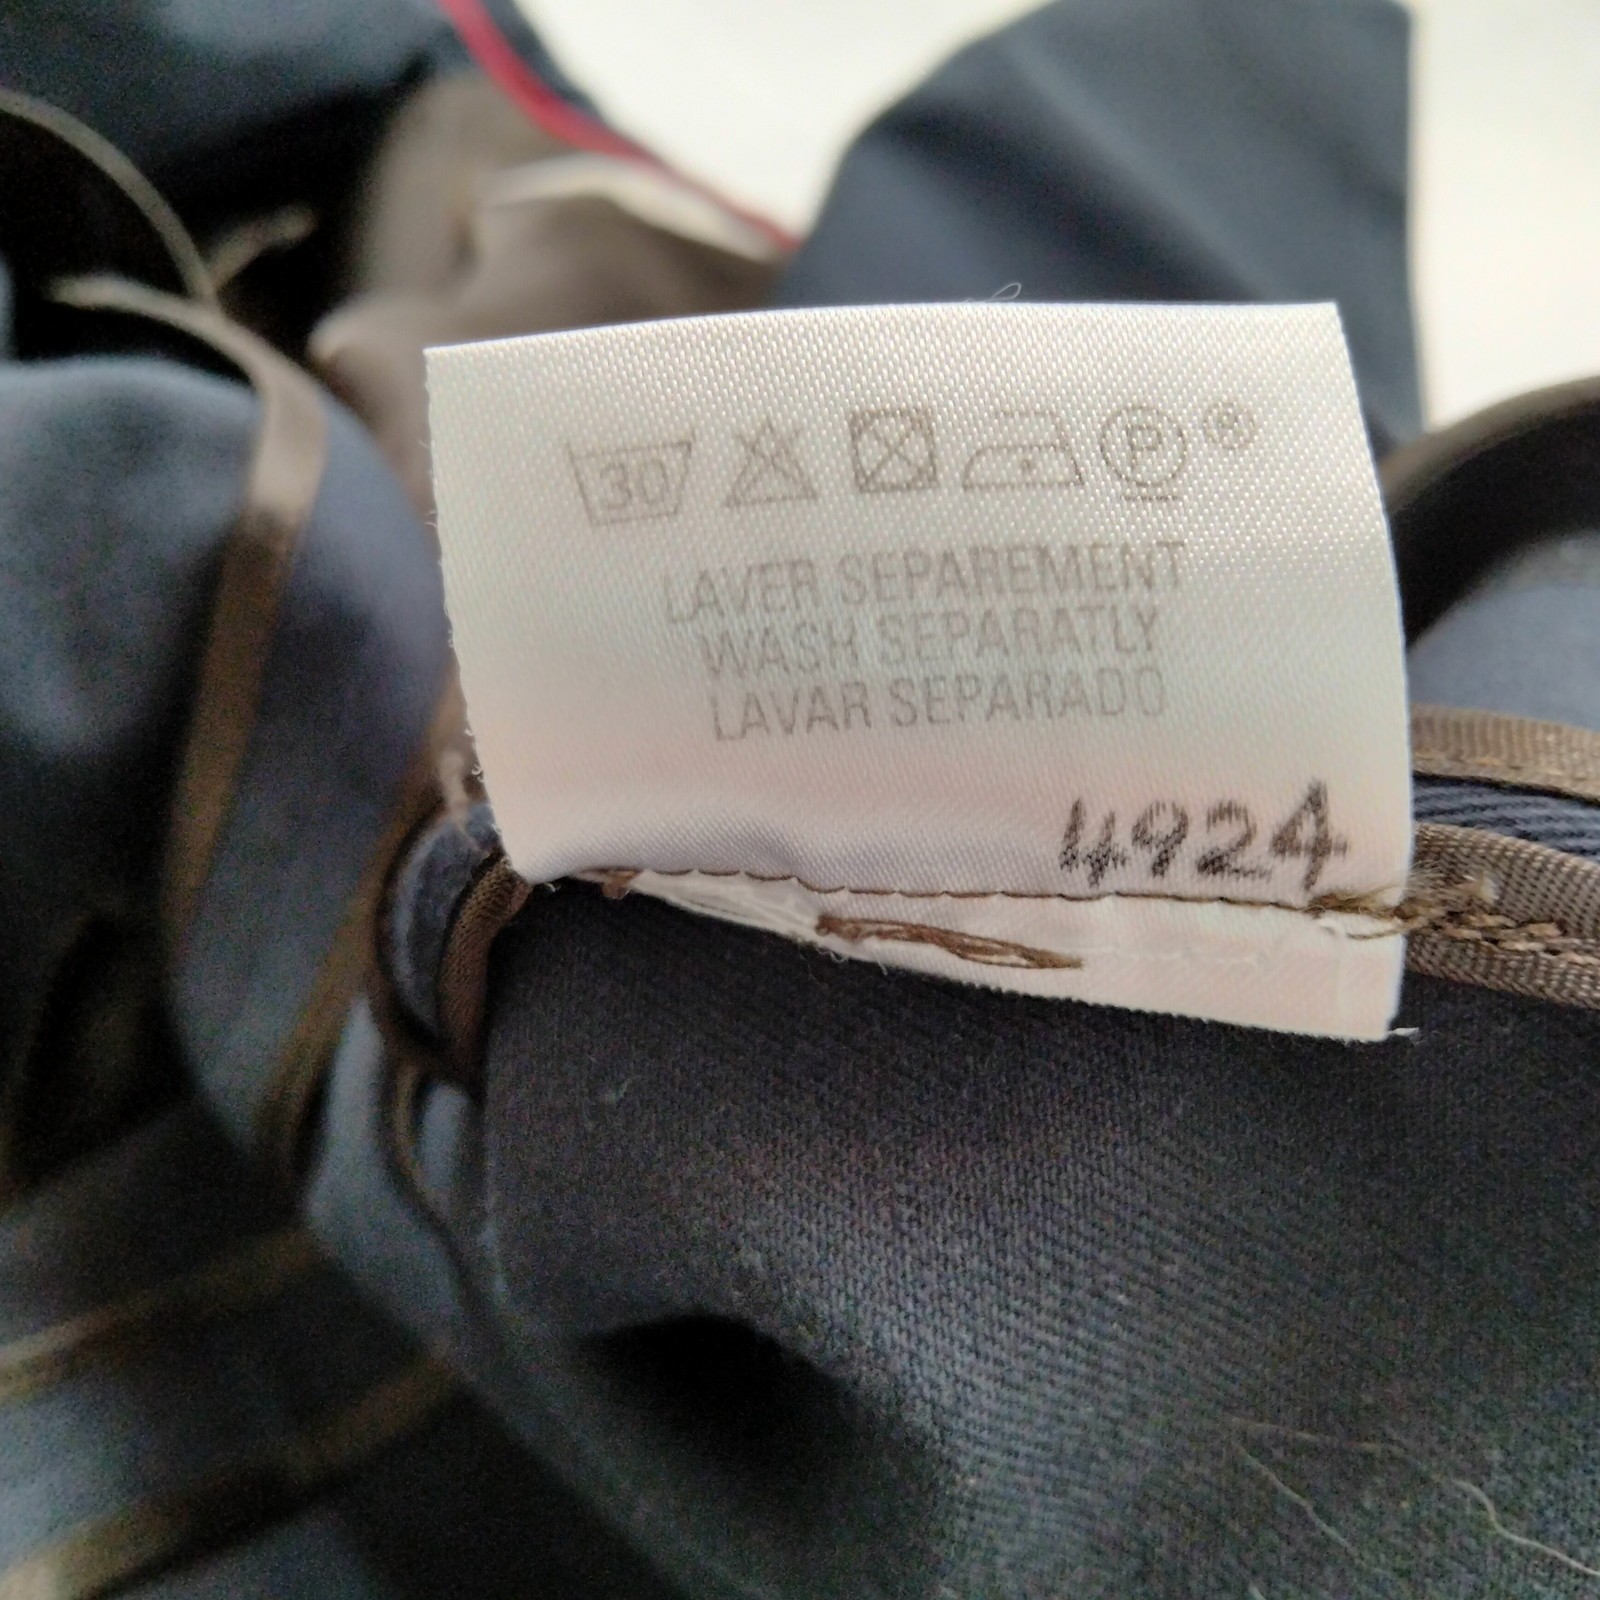 30 P ®
LAVER SEPAREMENT
WASH SEPARATLY
LAVAR SEPARADO
4924